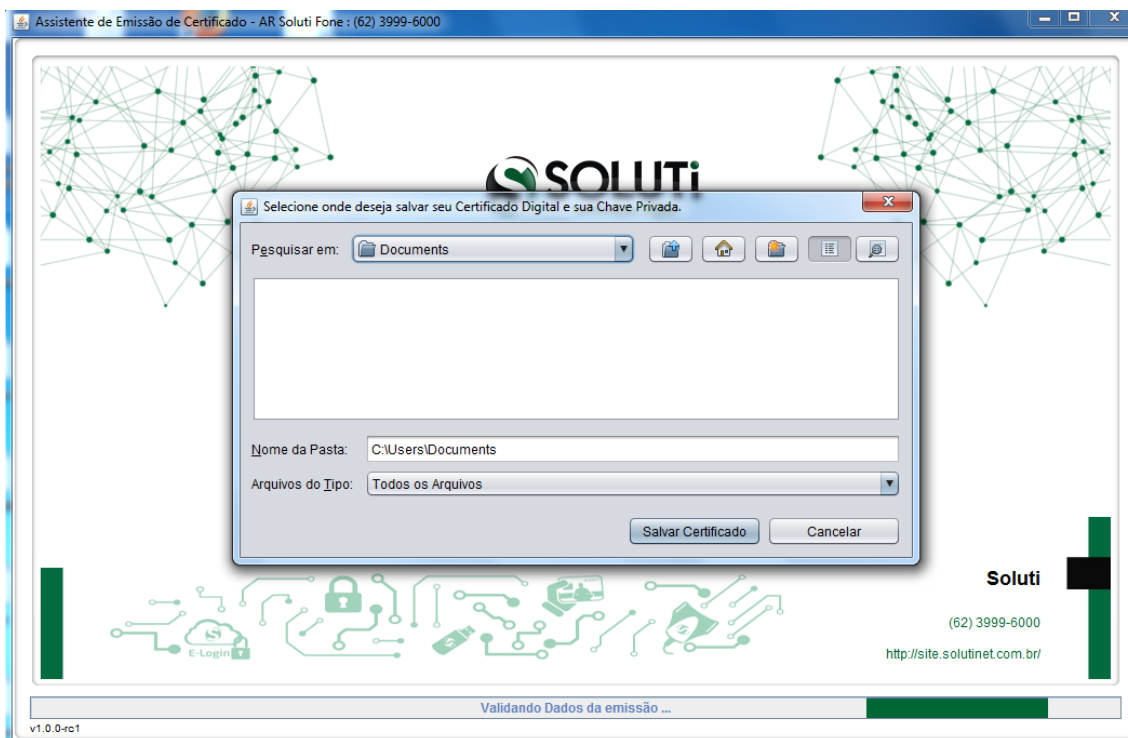 Assistente de Emissão de Certificado - AR Soluti Fone : (62) 3999-6000
SOLUTi
Selecione onde deseja salvar seu Certificado Digital e sua Chave Privada.
Pesquisar em: Documents
Nome da Pasta: C:\Users\Documents
Arquivos do Tipo: Todos os Arquivos
Salvar Certificado Cancelar
Soluti
(62) 3999-6000
E-Login
http://site.solutinet.com.br/
Validando Dados da emissão ...
v1.0.0-rc1